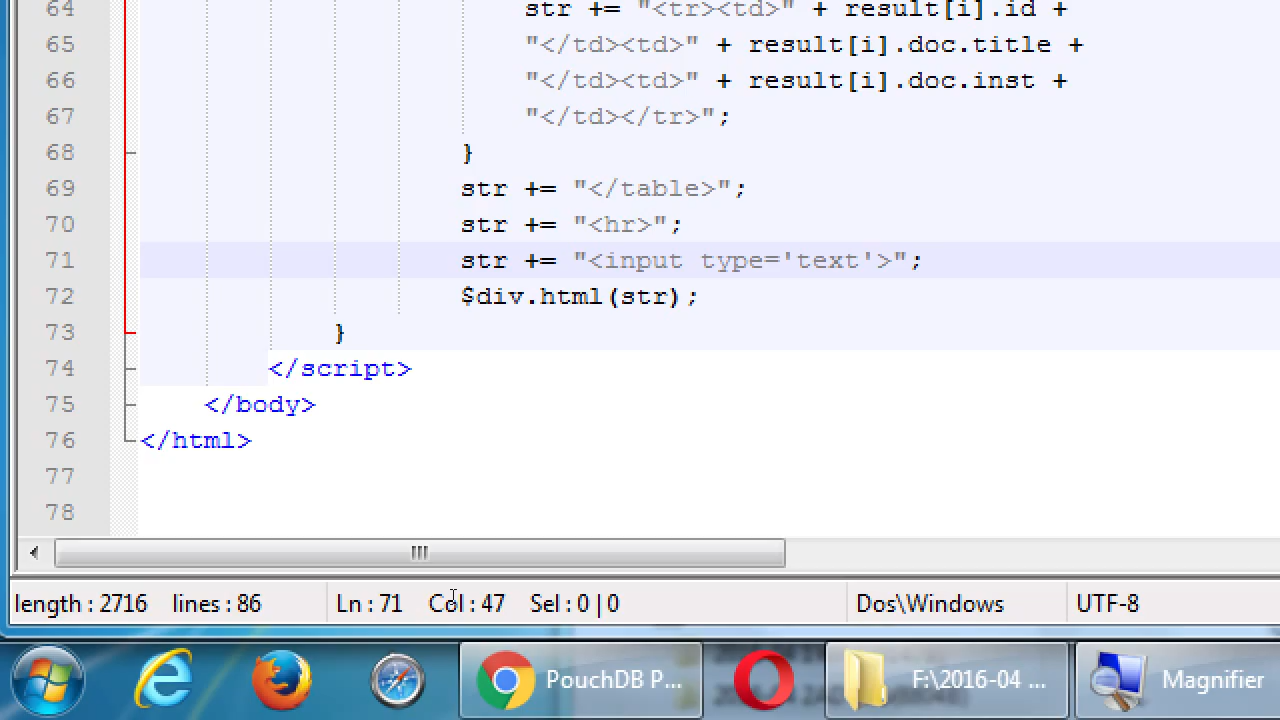 64 str += "<tr><td>" + result[i].id +
65 "</td><td>" + result[i].doc.title +
66 "</td><td>" + result[i].doc.inst +
67 "</td></tr>";
68 }
69 str += "</table>";
70 str += "<hr>";
71 str += "<input type='text'>";
72 $div.html(str);
73 }
74 </script>
75 </body>
76 </html>
77
78
length : 2716 lines : 86 Ln : 71 Col : 47 Sel : 0 | 0 Dos\Windows UTF-8
PouchDB P... F:\2016-04 ... Magnifier